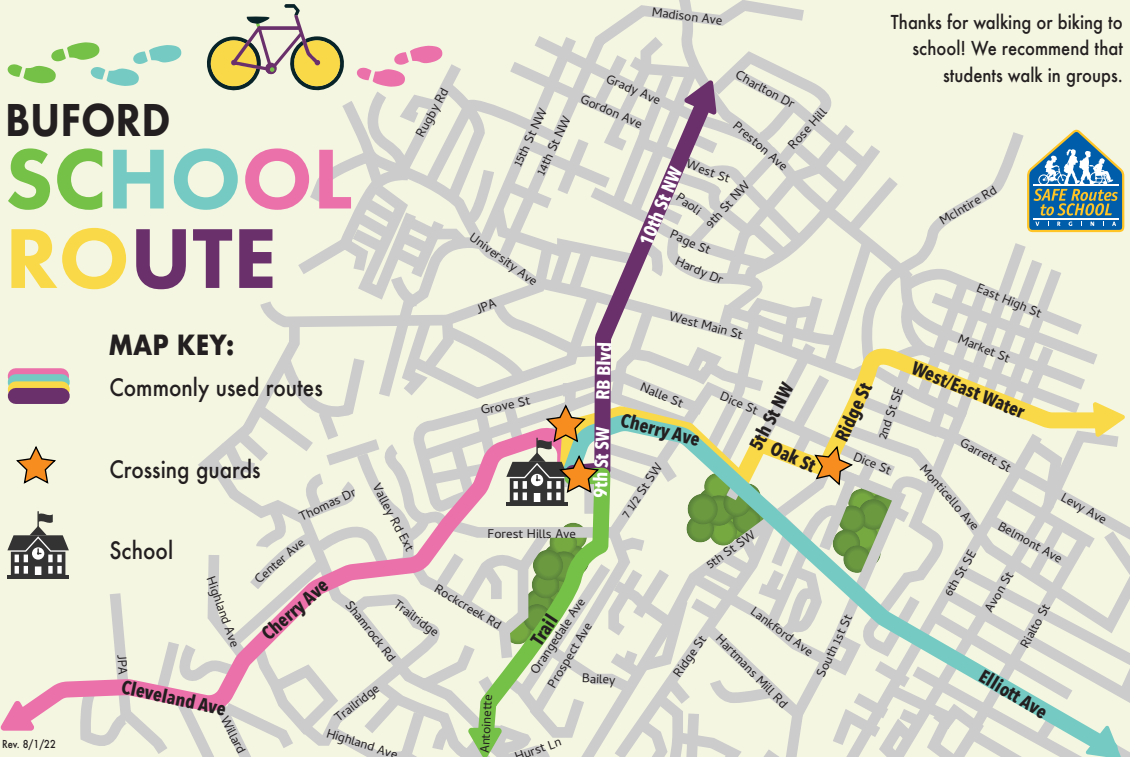 Thanks for walking or biking to
school! We recommend that
students walk in groups.
BUFORD
SCHOOL
ROUTE
MAP KEY:
Commonly used routes
Crossing guards
School
SAFE Routes
to SCHOOL
VIRGINIA
Madison Ave
Rugby Rd
15th St NW
14th St NW
Grady Ave
Gordon Ave
Charlton Dr
Preston Ave
Rose Hill
West St
Paoli
9th St NW
10th St NW
Page St
Hardy Dr
McIntire Rd
University Ave
JPA
West Main St
East High St
Market St
RB Blvd
Nalle St
Dice St
5th St NW
Ridge St
2nd St SE
West/East Water
Grove St
Cherry Ave
9th St SW
7 1/2 St SW
Oak St
Dice St
Garrett St
Monticello Ave
Levy Ave
Belmont Ave
Thomas Dr
Valley Rd Ext
Center Ave
Forest Hills Ave
5th St SW
6th St SE
Avon St
Rialto St
Highland Ave
Cherry Ave
Shamrock Rd
Trailridge
Rockcreek Rd
Trail
Orangedale Ave
Prospect Ave
Bailey
Ridge St
Lankford Ave
Hartmans Mill Rd
South 1st St
Elliott Ave
JPA
Cleveland Ave
Willard
Trailridge
Highland Ave
Antoinette
Hurst Ln
Rev. 8/1/22